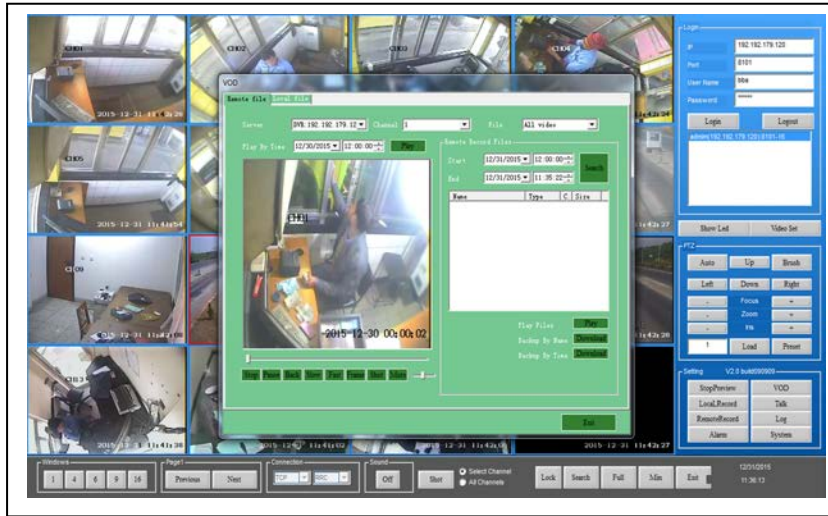 CH01
CH02
CH03
CH04
2015-12-31 11:42:26
CH05
CH09
CH13
VOD
Remote file Local file
Server DVR:192.192.179.12 Channel 1 File All video
Play By Time 12/30/2015 12:00:00 Play
CH01
2015-12-30 00:00:02
Stop Pause Back Slow Fast Frame Shot
Remote Record Files
Start 12/31/2015 12:00:00
End 12/31/2015 11:35:22
Search
Name Type C Size
Play Files Play
Backup By Name Download
Backup By Time Download
Exit
2015-12-31 11:42:27
Login
IP 192.192.179.120
Port 8101
User Name
Password
Login Logout
Show Led Video Set
PTZ
Auto Up Brush
Left Down Right
- Focus +
- Zoom +
- Iris +
1 Load Preset
Setting V2.0 build090909
StopPreview VOD
LocalRecord Talk
RemoteRecord Log
Alarm System
Windows
1 4 6 9 16
Page1
Previous Next
Connection
TCP
Sound
Off
Shot
Select Channel
All Channels
Lock Search Full Min Exit
12/31/2015
11:36:13